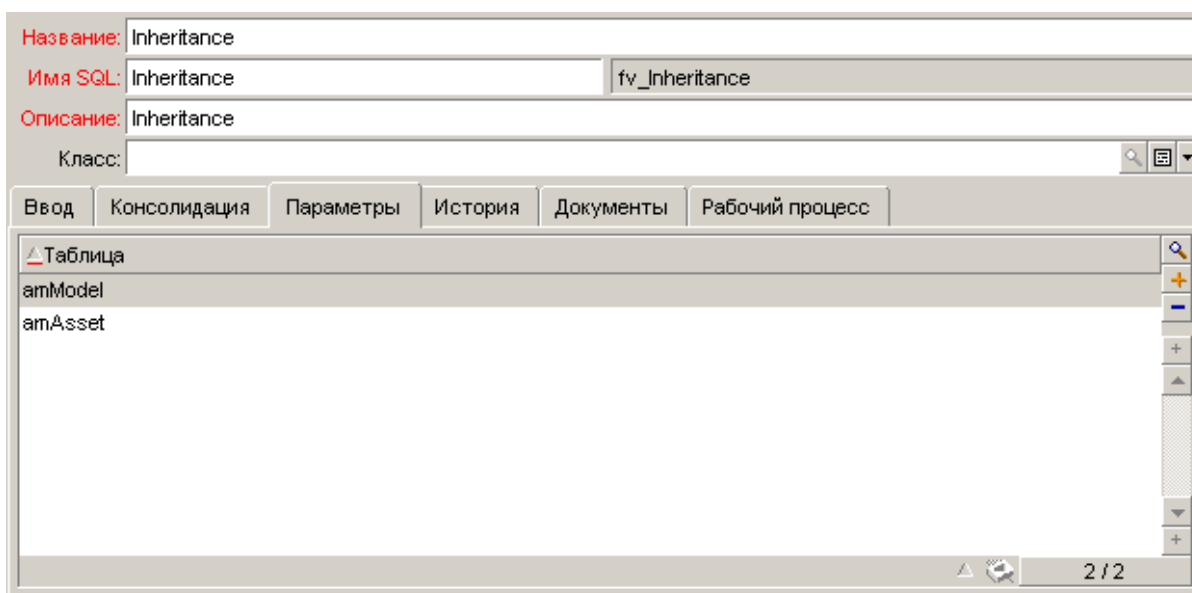 Название: Inheritance
Имя SQL: Inheritance fv_Inheritance
Описание: Inheritance
Класс:
Ввод Консолидация Параметры История Документы Рабочий процесс
Таблица
amModel
amAsset
2 / 2